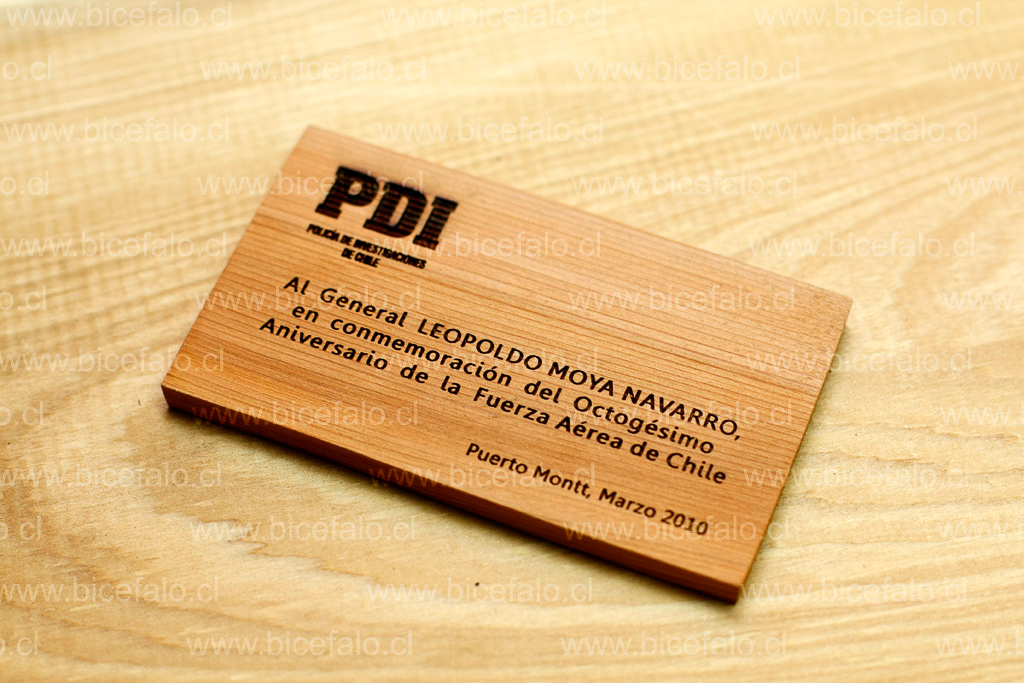 PDI
POLICÍA DE INVESTIGACIONES
DE CHILE
Al General LEOPOLDO MOYA NAVARRO,
en conmemoración del Octogésimo
Aniversario de la Fuerza Aérea de Chile
Puerto Montt, Marzo 2010
www.bicefalo.cl